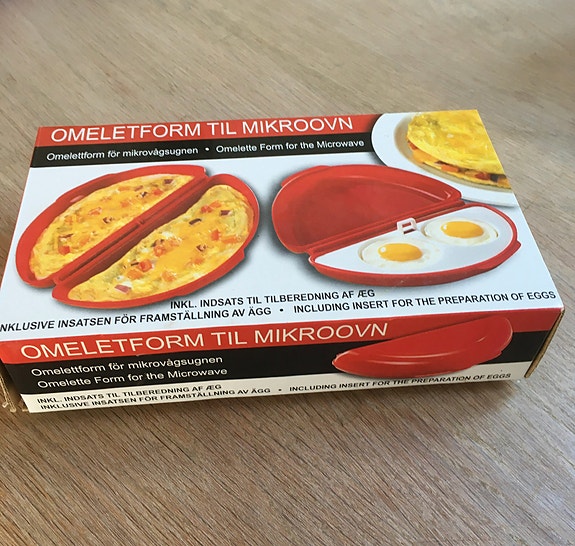 OMELETFORM TIL MIKROOVN
Omelettform för mikrovågsugnen • Omelette Form for the Microwave
INKL. INDSATS TIL TILBEREDNING AF ÆG
INKLUSIVE INSATSEN FÖR FRAMSTÄLLNING AV ÄGG • INCLUDING INSERT FOR THE PREPARATION OF EGGS
OMELETFORM TIL MIKROOVN
Omelettform för mikrovågsugnen
Omelette Form for the Microwave
INKL. INDSATS TIL TILBEREDNING AF ÆG
INKLUSIVE INSATSEN FÖR FRAMSTÄLLNING AV ÄGG • INCLUDING INSERT FOR THE PREPARATION OF EGGS